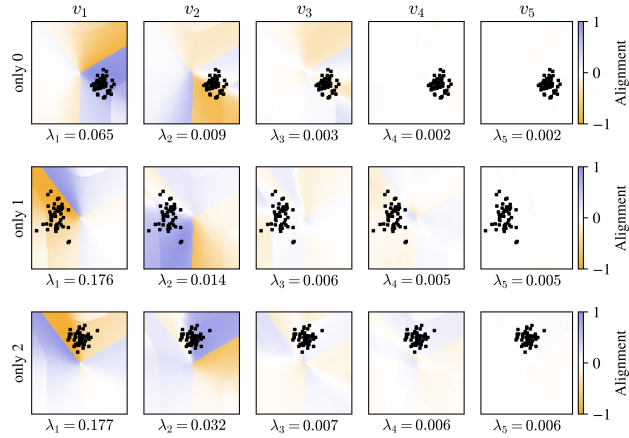 v₁ v₂ v₃ v₄ v₅
only 0
λ₁ = 0.065 λ₂ = 0.009 λ₃ = 0.003 λ₄ = 0.002 λ₅ = 0.002
1
0
−1
Alignment
only 1
λ₁ = 0.176 λ₂ = 0.014 λ₃ = 0.006 λ₄ = 0.005 λ₅ = 0.005
1
0
−1
Alignment
only 2
λ₁ = 0.177 λ₂ = 0.032 λ₃ = 0.007 λ₄ = 0.006 λ₅ = 0.006
1
0
−1
Alignment